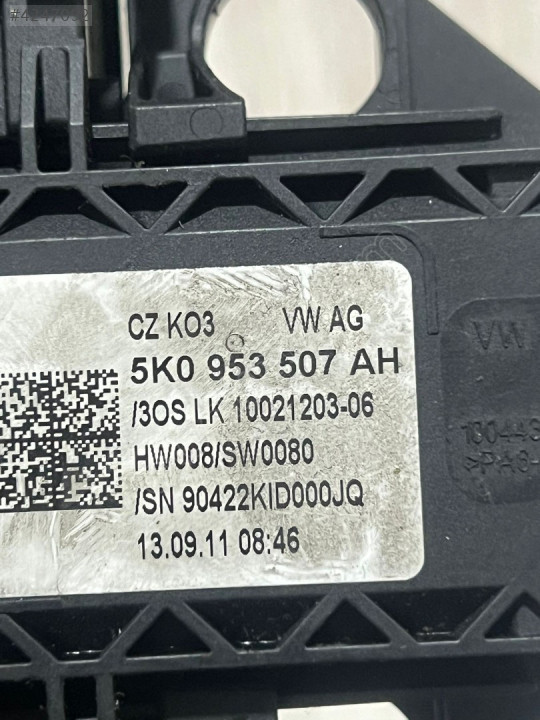 CZ KO3 VW AG
5K0 953 507 AH
/3OS LK 10021203-06
HW008/SW0080
/SN 90422KID000JQ
13.09.11 08:46
VW